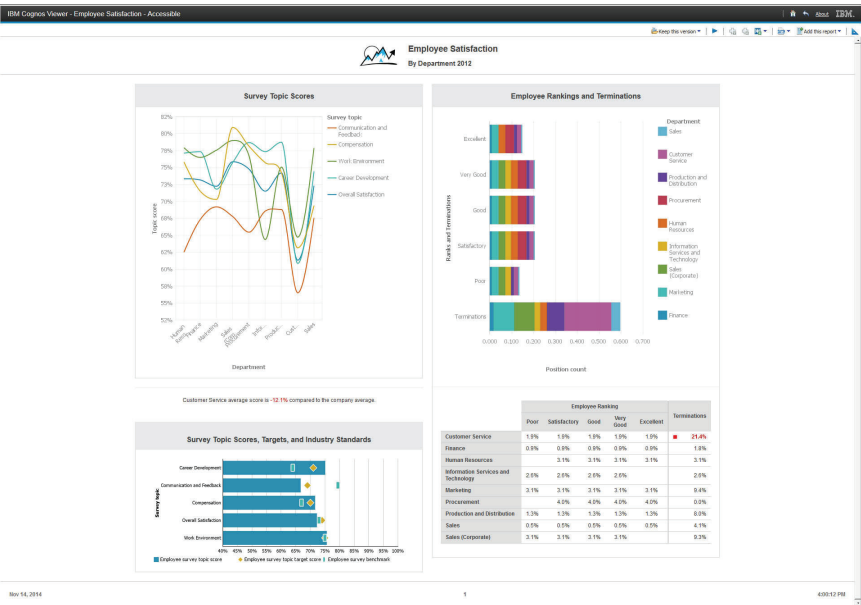 IBM Cognos Viewer - Employee Satisfaction - Accessible
About IBM.
Keep this version
Add this report
Employee Satisfaction
By Department 2012
Survey Topic Scores
82%
80%
78%
75%
73%
70%
68%
65%
62%
60%
58%
55%
52%
Topic score
Survey topic
Communication and
Feedback
Compensation
Work Environment
Career Development
Overall Satisfaction
Human
Finance
Marketing
Sales
Procurement
Infor...
Produc...
Cust...
Sales
Department
Employee Rankings and Terminations
Ranks and Terminations
Excellent
Very Good
Good
Satisfactory
Poor
Terminations
0.000 0.100 0.200 0.300 0.400 0.500 0.600 0.700
Position count
Department
Sales
Customer
Service
Production and
Distribution
Procurement
Human
Resources
Information
Services and
Technology
Sales
(Corporate)
Marketing
Finance
Customer Service average score is -12.1% compared to the company average.
Survey Topic Scores, Targets, and Industry Standards
Survey topic
Career Development
Communication and Feedback
Compensation
Overall Satisfaction
Work Environment
40% 45% 50% 55% 60% 65% 70% 75% 80% 85% 90% 95% 100%
Employee survey topic score Employee survey topic target score Employee survey benchmark
Employee Ranking Terminations
Poor Satisfactory Good Very Good Excellent
Customer Service 1.9% 1.9% 1.9% 1.9% 1.9% 21.4%
Finance 0.9% 0.9% 0.9% 0.9% 0.9% 1.8%
Human Resources 3.1% 3.1% 3.1% 3.1% 3.1%
Information Services and
Technology 2.6% 2.6% 2.6% 2.6% 2.6%
Marketing 3.1% 3.1% 3.1% 3.1% 3.1% 9.4%
Procurement 4.0% 4.0% 4.0% 4.0% 0.0%
Production and Distribution 1.3% 1.3% 1.3% 1.3% 1.3% 8.0%
Sales 0.5% 0.5% 0.5% 0.5% 0.5% 4.1%
Sales (Corporate) 3.1% 3.1% 3.1% 3.1% 9.3%
Nov 14, 2014
1
4:00:12 PM